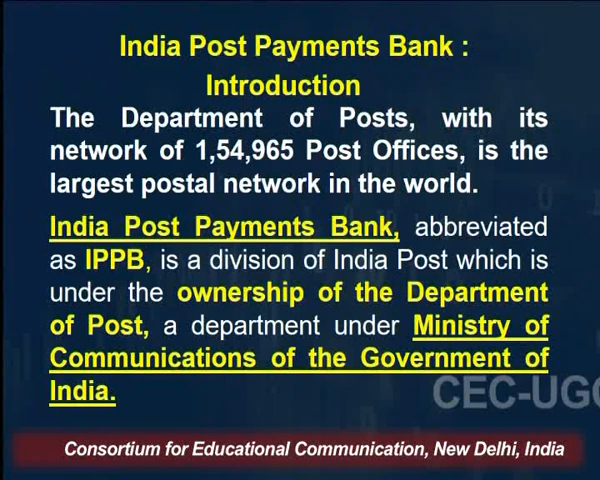 India Post Payments Bank :
Introduction
The Department of Posts, with its
network of 1,54,965 Post Offices, is the
largest postal network in the world.
India Post Payments Bank, abbreviated
as IPPB, is a division of India Post which is
under the ownership of the Department
of Post, a department under Ministry of
Communications of the Government of
India.
CEC-UGC
Consortium for Educational Communication, New Delhi, India